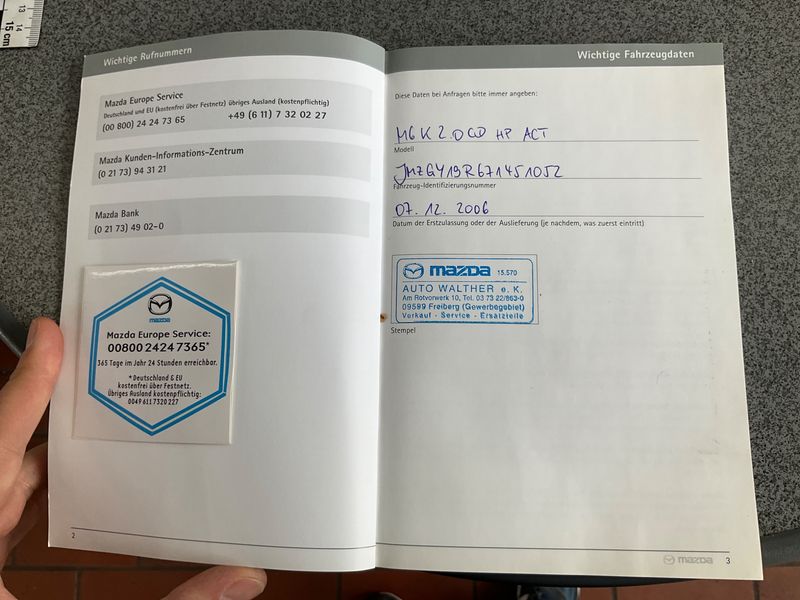 13
14
15 cm
Wichtige Rufnummern
Mazda Europe Service
Deutschland und EU (kostenfrei über Festnetz) übriges Ausland (kostenpflichtig)
(00 800) 24 24 73 65 +49 (6 11) 7 32 02 27
Mazda Kunden-Informations-Zentrum
(0 21 73) 94 31 21
Mazda Bank
(0 21 73) 49 02-0
mazda
Mazda Europe Service:
00800 2424 7365*
365 Tage im Jahr 24 Stunden erreichbar.
* Deutschland & EU
kostenfrei über Festnetz.
Übriges Ausland kostenpflichtig:
0049 611 7320 227
2
Wichtige Fahrzeugdaten
Diese Daten bei Anfragen bitte immer angeben:
M6 K 2.0 CD HP ACT
Modell
JMZGY19R671451052
Fahrzeug-Identifizierungsnummer
07. 12. 2006
Datum der Erstzulassung oder der Auslieferung (je nachdem, was zuerst eintritt)
mazda 15.570
AUTO WALTHER e. K.
Am Rotvorwerk 10, Tel. 03 73 22/863-0
09599 Freiberg (Gewerbegebiet)
Verkauf - Service - Ersatzteile
Stempel
mazda 3